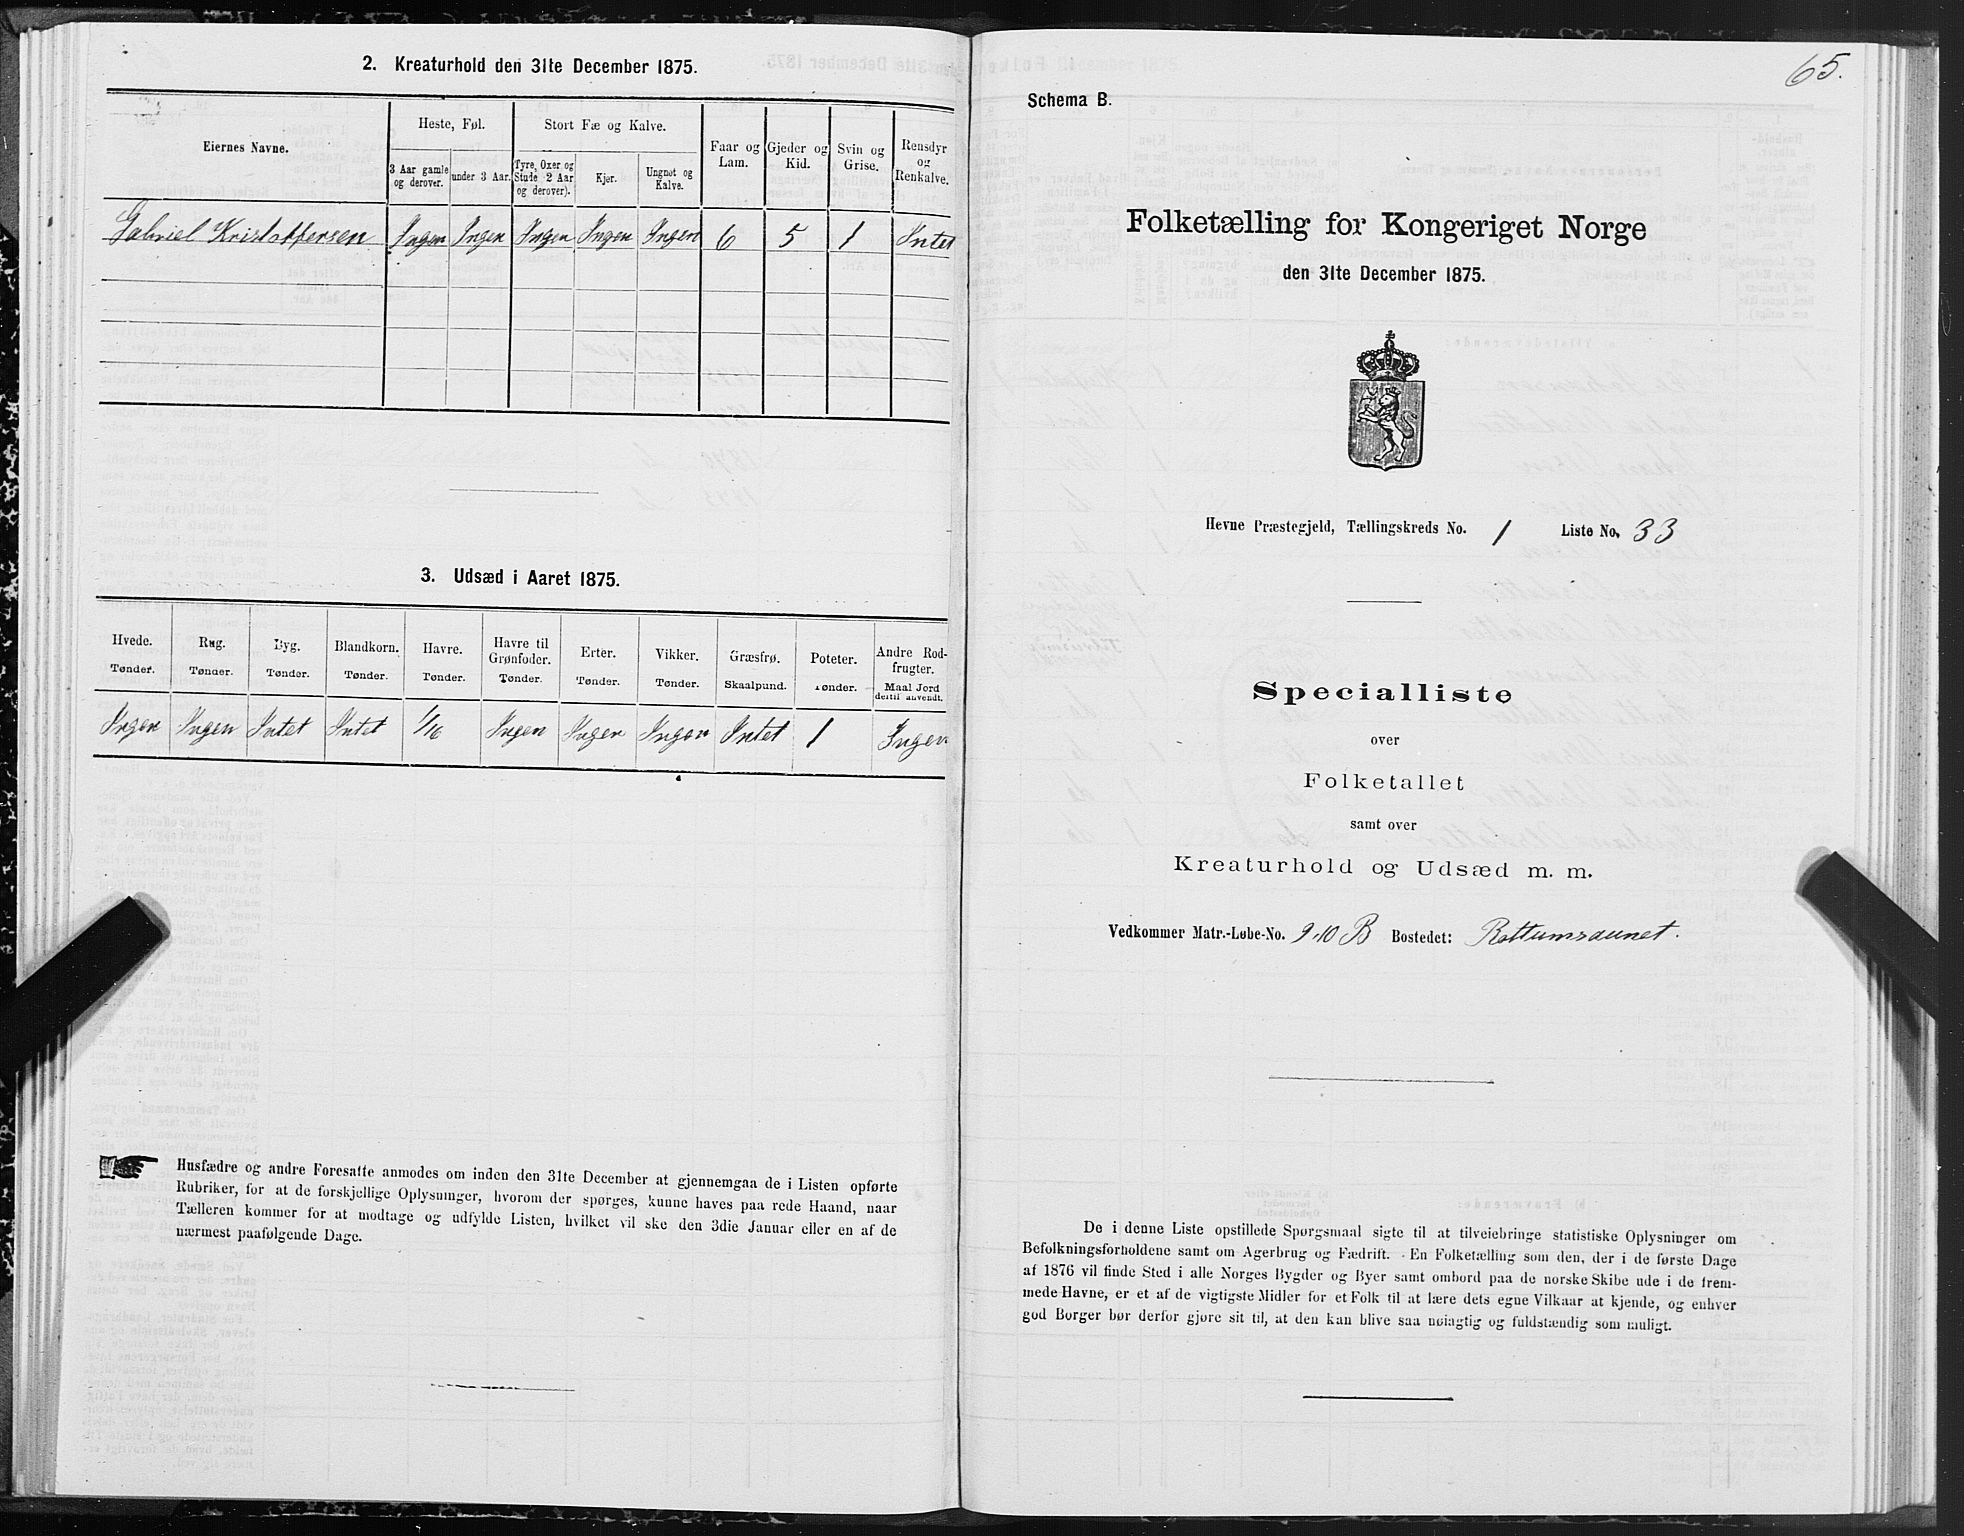 2. Kreaturhold den 31te December 1875.
Eiernes Navne.
Heste, Føl.
Stort Fæ og Kalve.
Faar og Lam.
Gjeder og Kid.
Svin og Grise.
Rensdyr og Renkalve.
3 Aar gamle og derover.
under 3 Aar.
Tyre, Oxer og Stude 2 Aar og derover).
Kjør.
Ungnøt og Kalve.
Gabriel Kristoffersen Ingen Ingen Ingen Ingen Ingen 6 5 1 Intet
3. Udsæd i Aaret 1875.
Hvede. Rug. Byg. Blandkorn. Havre. Havre til Grønfoder. Erter. Vikker. Græsfrø. Poteter. Andre Rodfrugter.
Tønder. Tønder. Tønder. Tønder. Tønder. Tønder. Tønder. Tønder. Skaalpund. Tønder. Maal Jord dertil anvendt.
Ingen Ingen Intet Intet 1/16 Ingen Ingen Ingen Intet 1 Ingen
Husfædre og andre Foresatte anmodes om inden den 31te December at gjennemgaa de i Listen opførte
Rubriker, for at de forskjellige Oplysninger, hvorom der spørges, kunne haves paa rede Haand, naar
Tælleren kommer for at modtage og udfylde Listen, hvilket vil ske den 3die Januar eller en af de
nærmest paafølgende Dage.
65.
Schema B.
Folketælling for Kongeriget Norge
den 31te December 1875.
Hevne Præstegjeld, Tællingskreds No. 1 Liste No. 33
Specialliste
over
Folketallet
samt over
Kreaturhold og Udsæd m. m.
Vedkommer Matr.-Løbe-No. 9-10 B Bostedet: Rottumsaunet.
De i denne Liste opstillede Spørgsmaal sigte til at tilveiebringe statistiske Oplysninger om
Befolkningsforholdene samt om Agerbrug og Fædrift. En Folketælling som den, der i de første Dage
af 1876 vil finde Sted i alle Norges Bygder og Byer samt ombord paa de norske Skibe ude i de frem-
mede Havne, er et af de vigtigste Midler for et Folk til at lære dets egne Vilkaar at kjende, og enhver
god Borger bør derfor gjøre sit til, at den kan blive saa nøiagtig og fuldstændig som muligt.